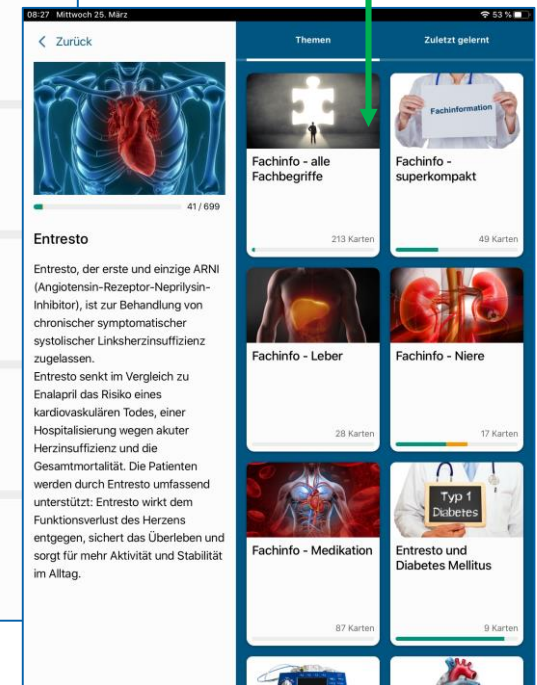 08:27 Mittwoch 25. März
53 %
Zurück
Themen
Zuletzt gelernt
41 / 699
Entresto
Entresto, der erste und einzige ARNI
(Angiotensin-Rezeptor-Neprilysin-
Inhibitor), ist zur Behandlung von
chronischer symptomatischer
systolischer Linksherzinsuffizienz
zugelassen.
Entresto senkt im Vergleich zu
Enalapril das Risiko eines
kardiovaskulären Todes, einer
Hospitalisierung wegen akuter
Herzinsuffizienz und die
Gesamtmortalität. Die Patienten
werden durch Entresto umfassend
unterstützt: Entresto wirkt dem
Funktionsverlust des Herzens
entgegen, sichert das Überleben und
sorgt für mehr Aktivität und Stabilität
im Alltag.
Fachinfo - alle
Fachbegriffe
213 Karten
Fachinformation
Fachinfo -
superkompakt
49 Karten
Fachinfo - Leber
28 Karten
Fachinfo - Niere
17 Karten
Fachinfo - Medikation
87 Karten
Typ 1
Diabetes
Entresto und
Diabetes Mellitus
9 Karten